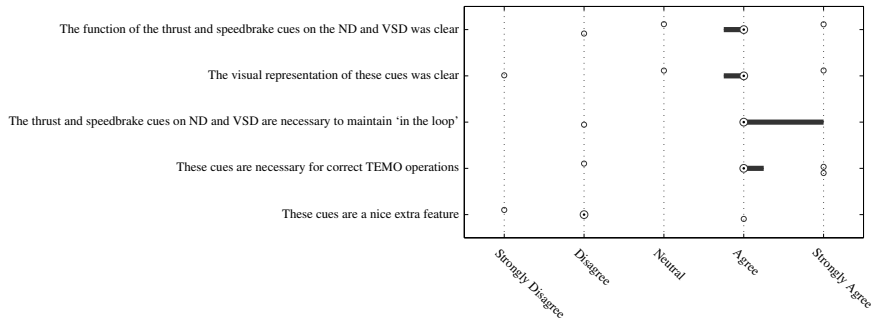 The function of the thrust and speedbrake cues on the ND and VSD was clear
The visual representation of these cues was clear
The thrust and speedbrake cues on ND and VSD are necessary to maintain ‘in the loop’
These cues are necessary for correct TEMO operations
These cues are a nice extra feature
Strongly Disagree
Disagree
Neutral
Agree
Strongly Agree